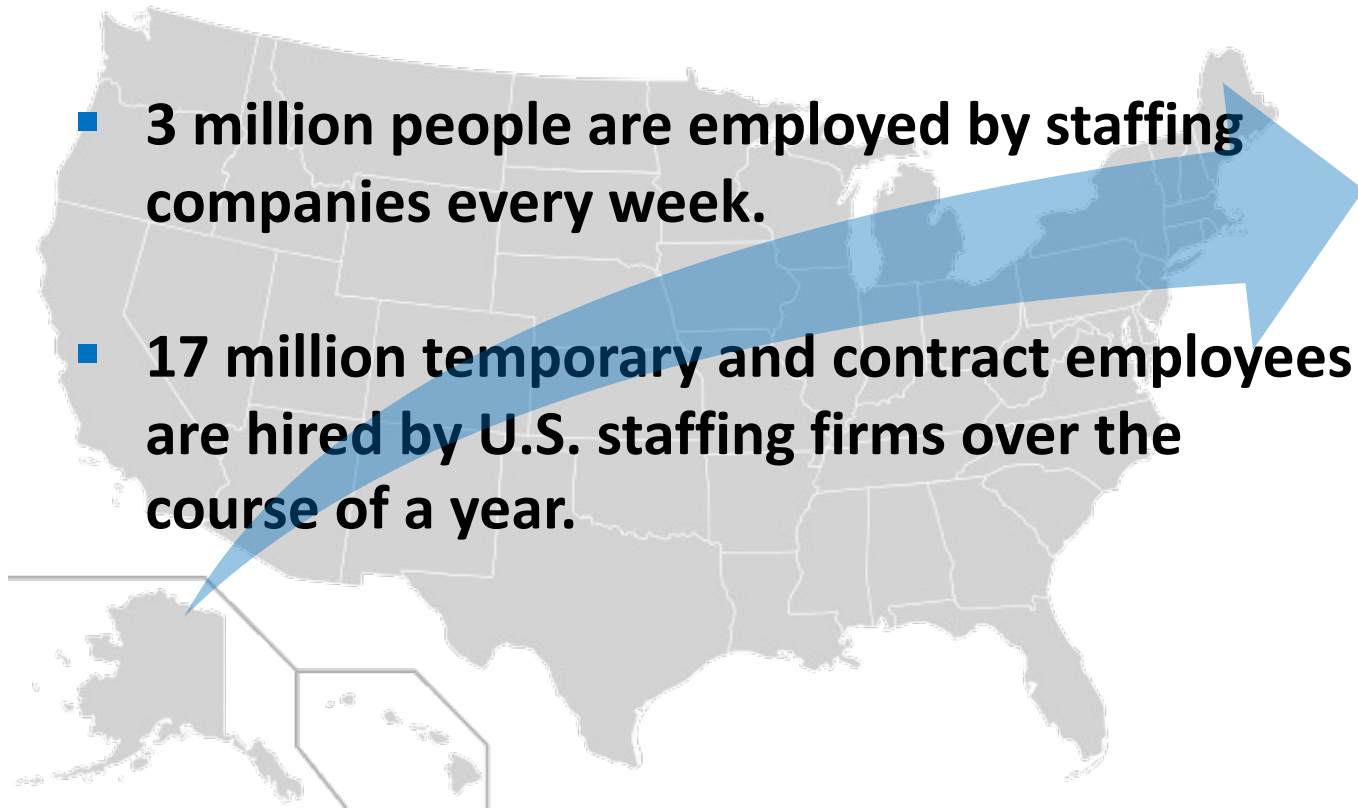 ▪ 3 million people are employed by staffing
companies every week.
▪ 17 million temporary and contract employees
are hired by U.S. staffing firms over the
course of a year.